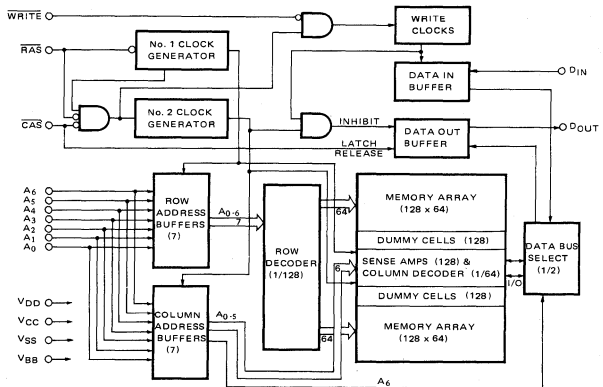 WRITE
RAS
CAS
No. 1 CLOCK
GENERATOR
No. 2 CLOCK
GENERATOR
WRITE
CLOCKS
DATA IN
BUFFER
DIN
INHIBIT
LATCH
RELEASE
DATA OUT
BUFFER
DOUT
A6
A5
A4
A3
A2
A1
A0
ROW
ADDRESS
BUFFERS
(7)
A0-6
7
ROW
DECODER
(1/128)
64
64
6
MEMORY ARRAY
(128 x 64)
DUMMY CELLS (128)
SENSE AMPS (128) &
COLUMN DECODER (1/64)
DUMMY CELLS (128)
MEMORY ARRAY
(128 x 64)
DATA BUS
SELECT
(1/2)
I/O
VDD
VCC
VSS
VBB
COLUMN
ADDRESS
BUFFERS
(7)
A0-5
A6